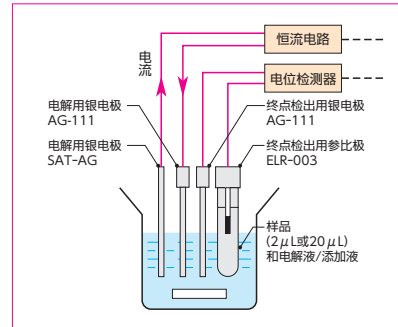 恒流电路
电流
电位检测器
电解用银电极
AG-111
终点检出用银电极
AG-111
电解用银电极
SAT-AG
终点检出用参比极
ELR-003
样品
(2μL或20μL)
和电解液/添加液